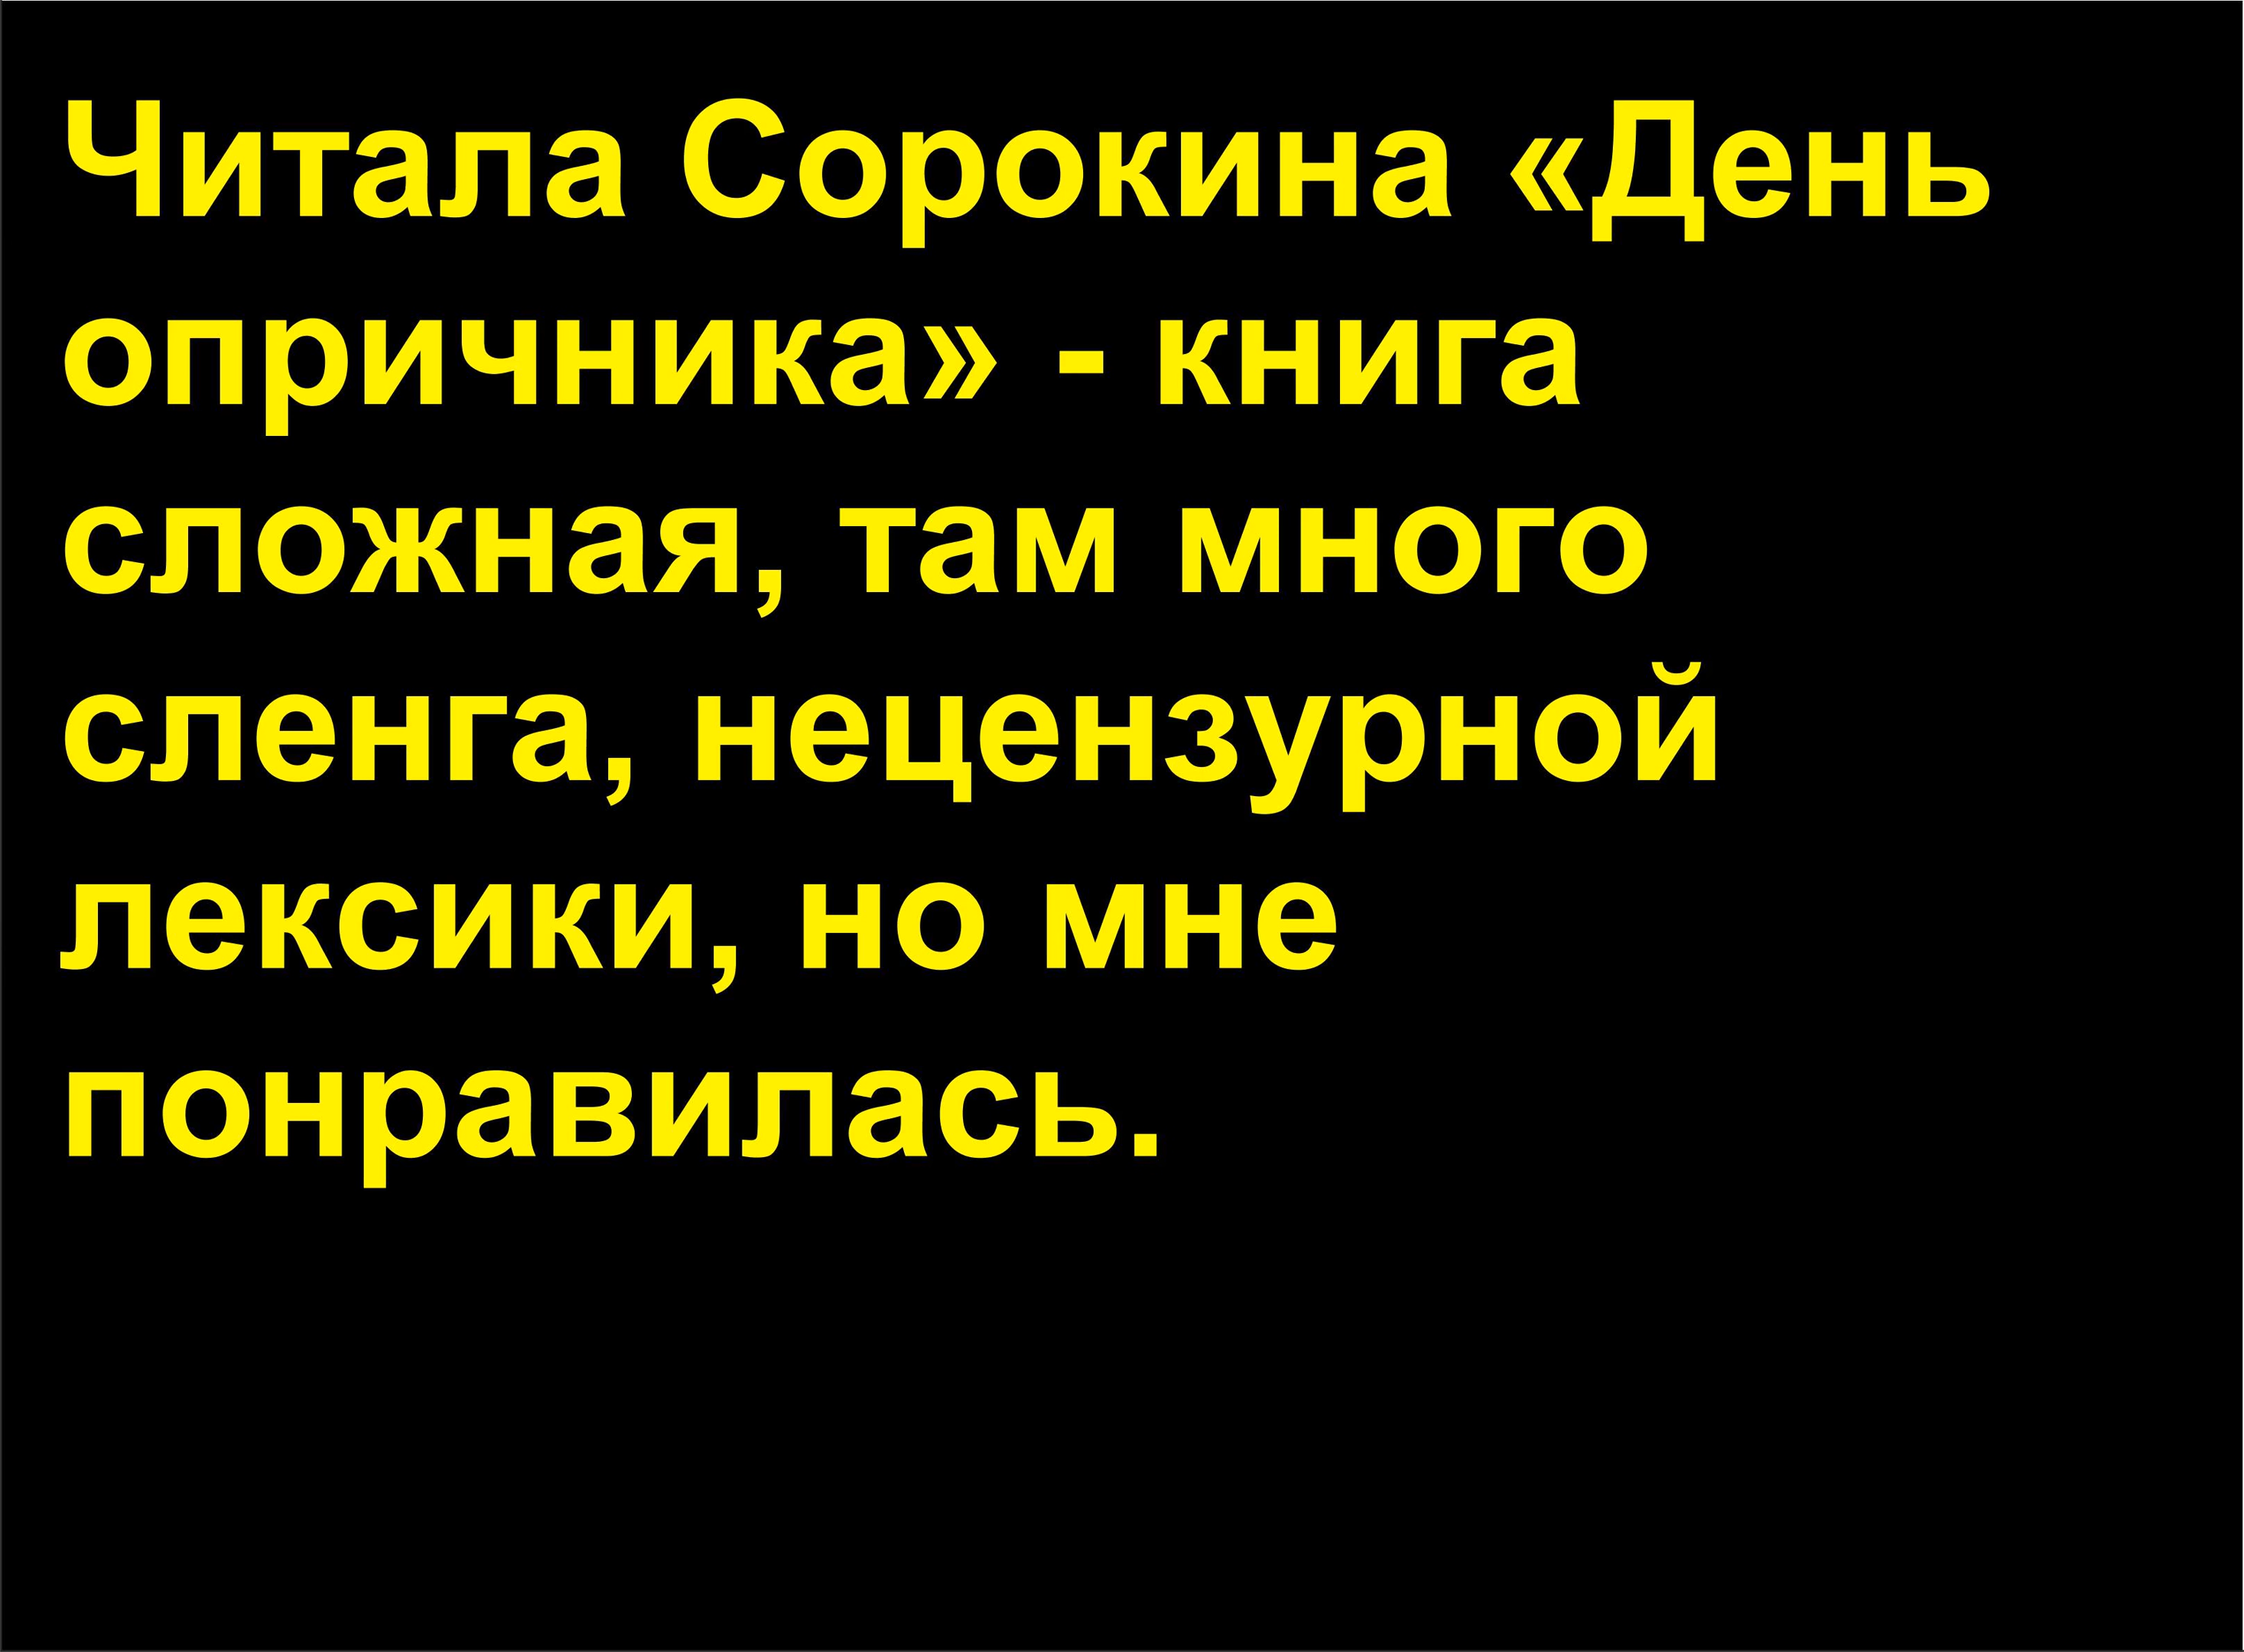 Читала Сорокина «День
опричника» - книга
сложная, там много
сленга, нецензурной
лексики, но мне
понравилась.